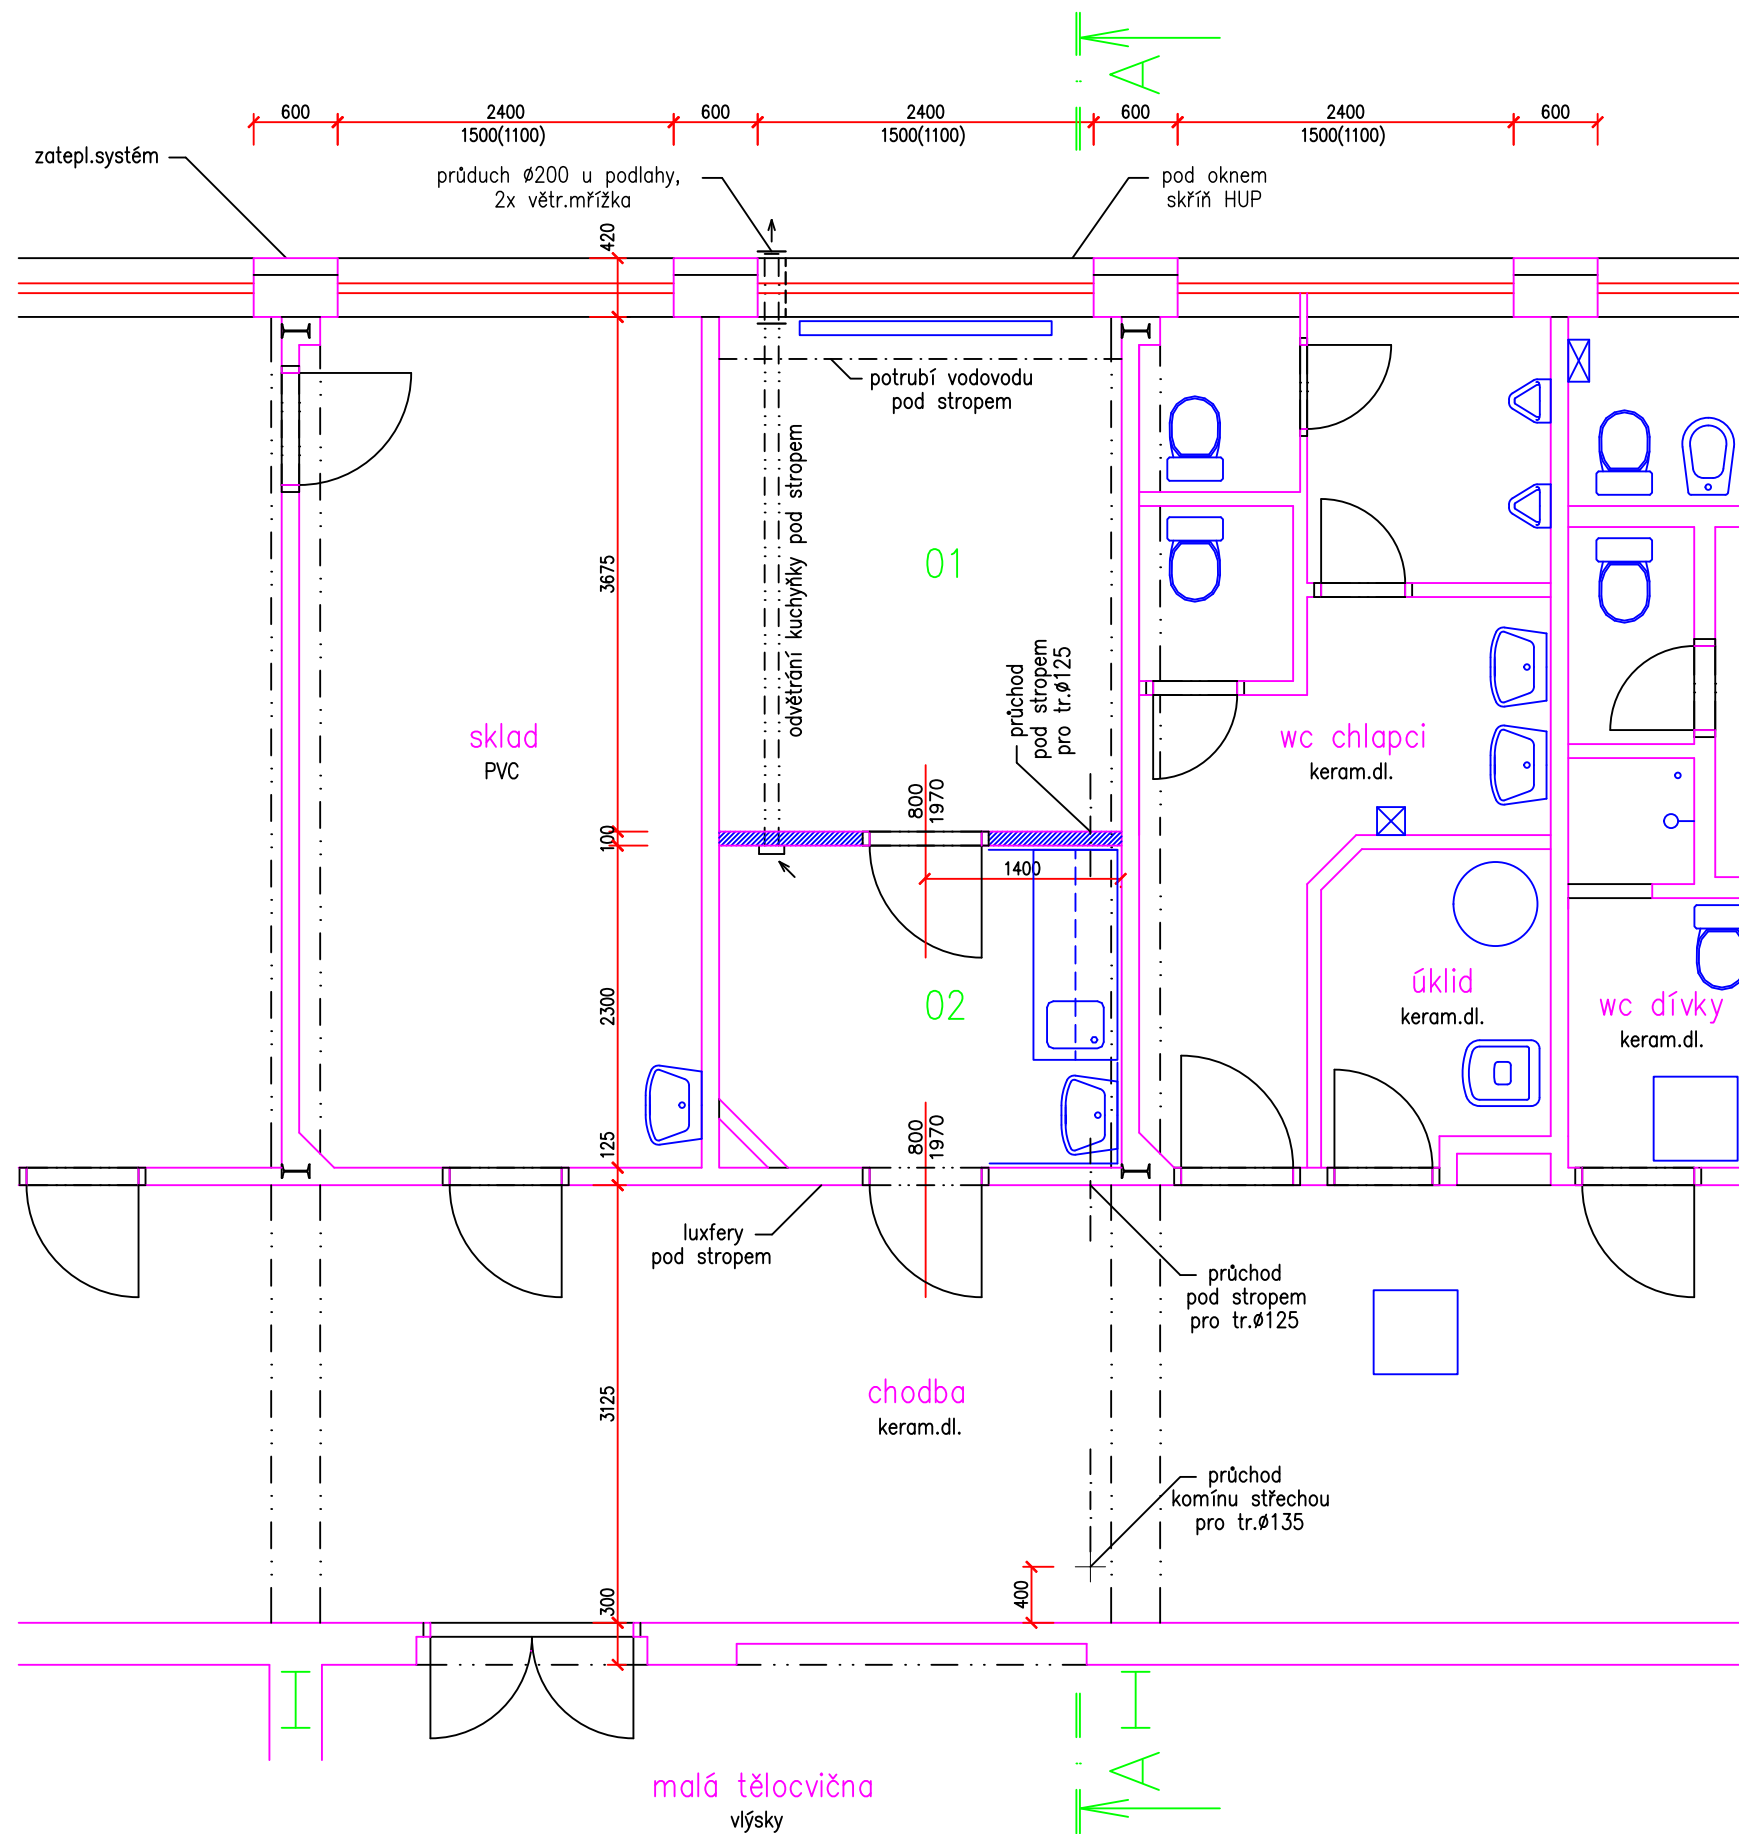 A
600
2400
1500(1100)
600
2400
1500(1100)
600
2400
1500(1100)
600
zatepl.systém
průduch Ø200 u podlahy,
2x větr.mřížka
pod oknem
skříň HUP
420
potrubí vodovodu
pod stropem
odvětrání kuchyňky pod stropem
3675
01
průchod
pod stropem
pro tr.ø125
sklad
PVC
wc chlapci
keram.dl.
800
1970
100
1400
2300
02
úklid
keram.dl.
wc dívky
keram.dl.
125
800
1970
luxfery
pod stropem
průchod
pod stropem
pro tr.ø125
3125
chodba
keram.dl.
průchod
komínu střechou
pro tr.ø135
400
300
malá tělocvična
vlýsky
A